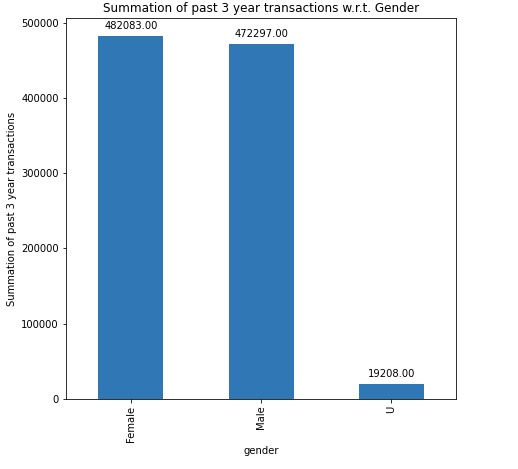 Summation of past 3 year transactions w.r.t. Gender
482083.00
472297.00
19208.00
500000
400000
300000
200000
100000
0
Summation of past 3 year transactions
Female
Male
U
gender